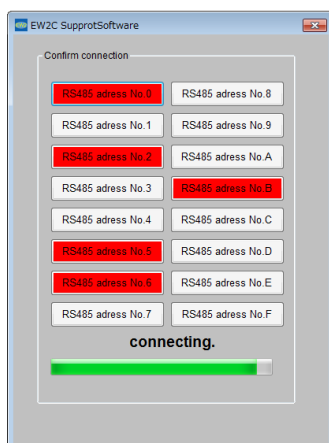 EW2C SupprotSoftware
Confirm connection
RS485 adress No.0
RS485 adress No.8
RS485 adress No.1
RS485 adress No.9
RS485 adress No.2
RS485 adress No.A
RS485 adress No.3
RS485 adress No.B
RS485 adress No.4
RS485 adress No.C
RS485 adress No.5
RS485 adress No.D
RS485 adress No.6
RS485 adress No.E
RS485 adress No.7
RS485 adress No.F
connecting.